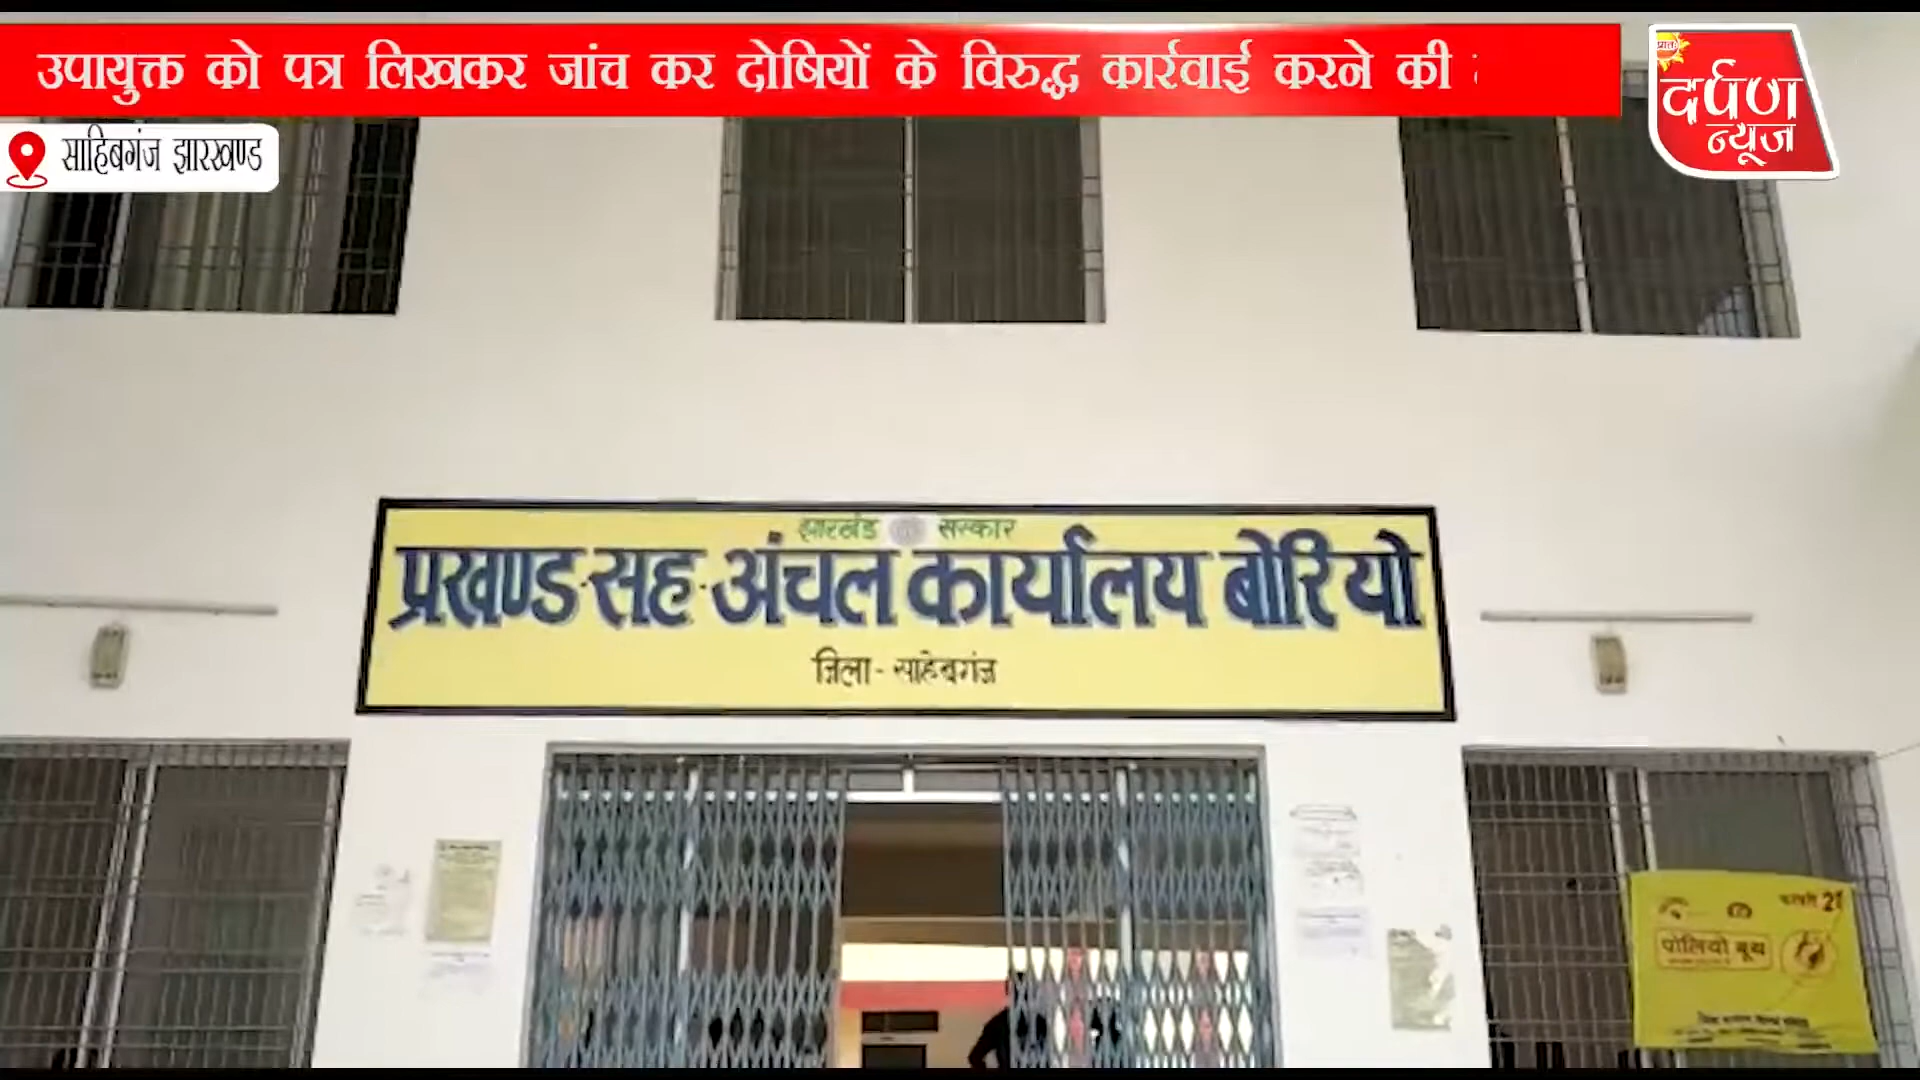 उपायुक्त को पत्र लिखकर जांच कर दोषियों के विरुद्ध कार्रवाई करने की
प्रातः
दर्पण
न्यूज
साहिबगंज झारखण्ड
झारखंड सरकार
प्रखण्ड-सह-अंचल कार्यालय बोरियो
जिला - साहेबगंज
पोलियो बूथ